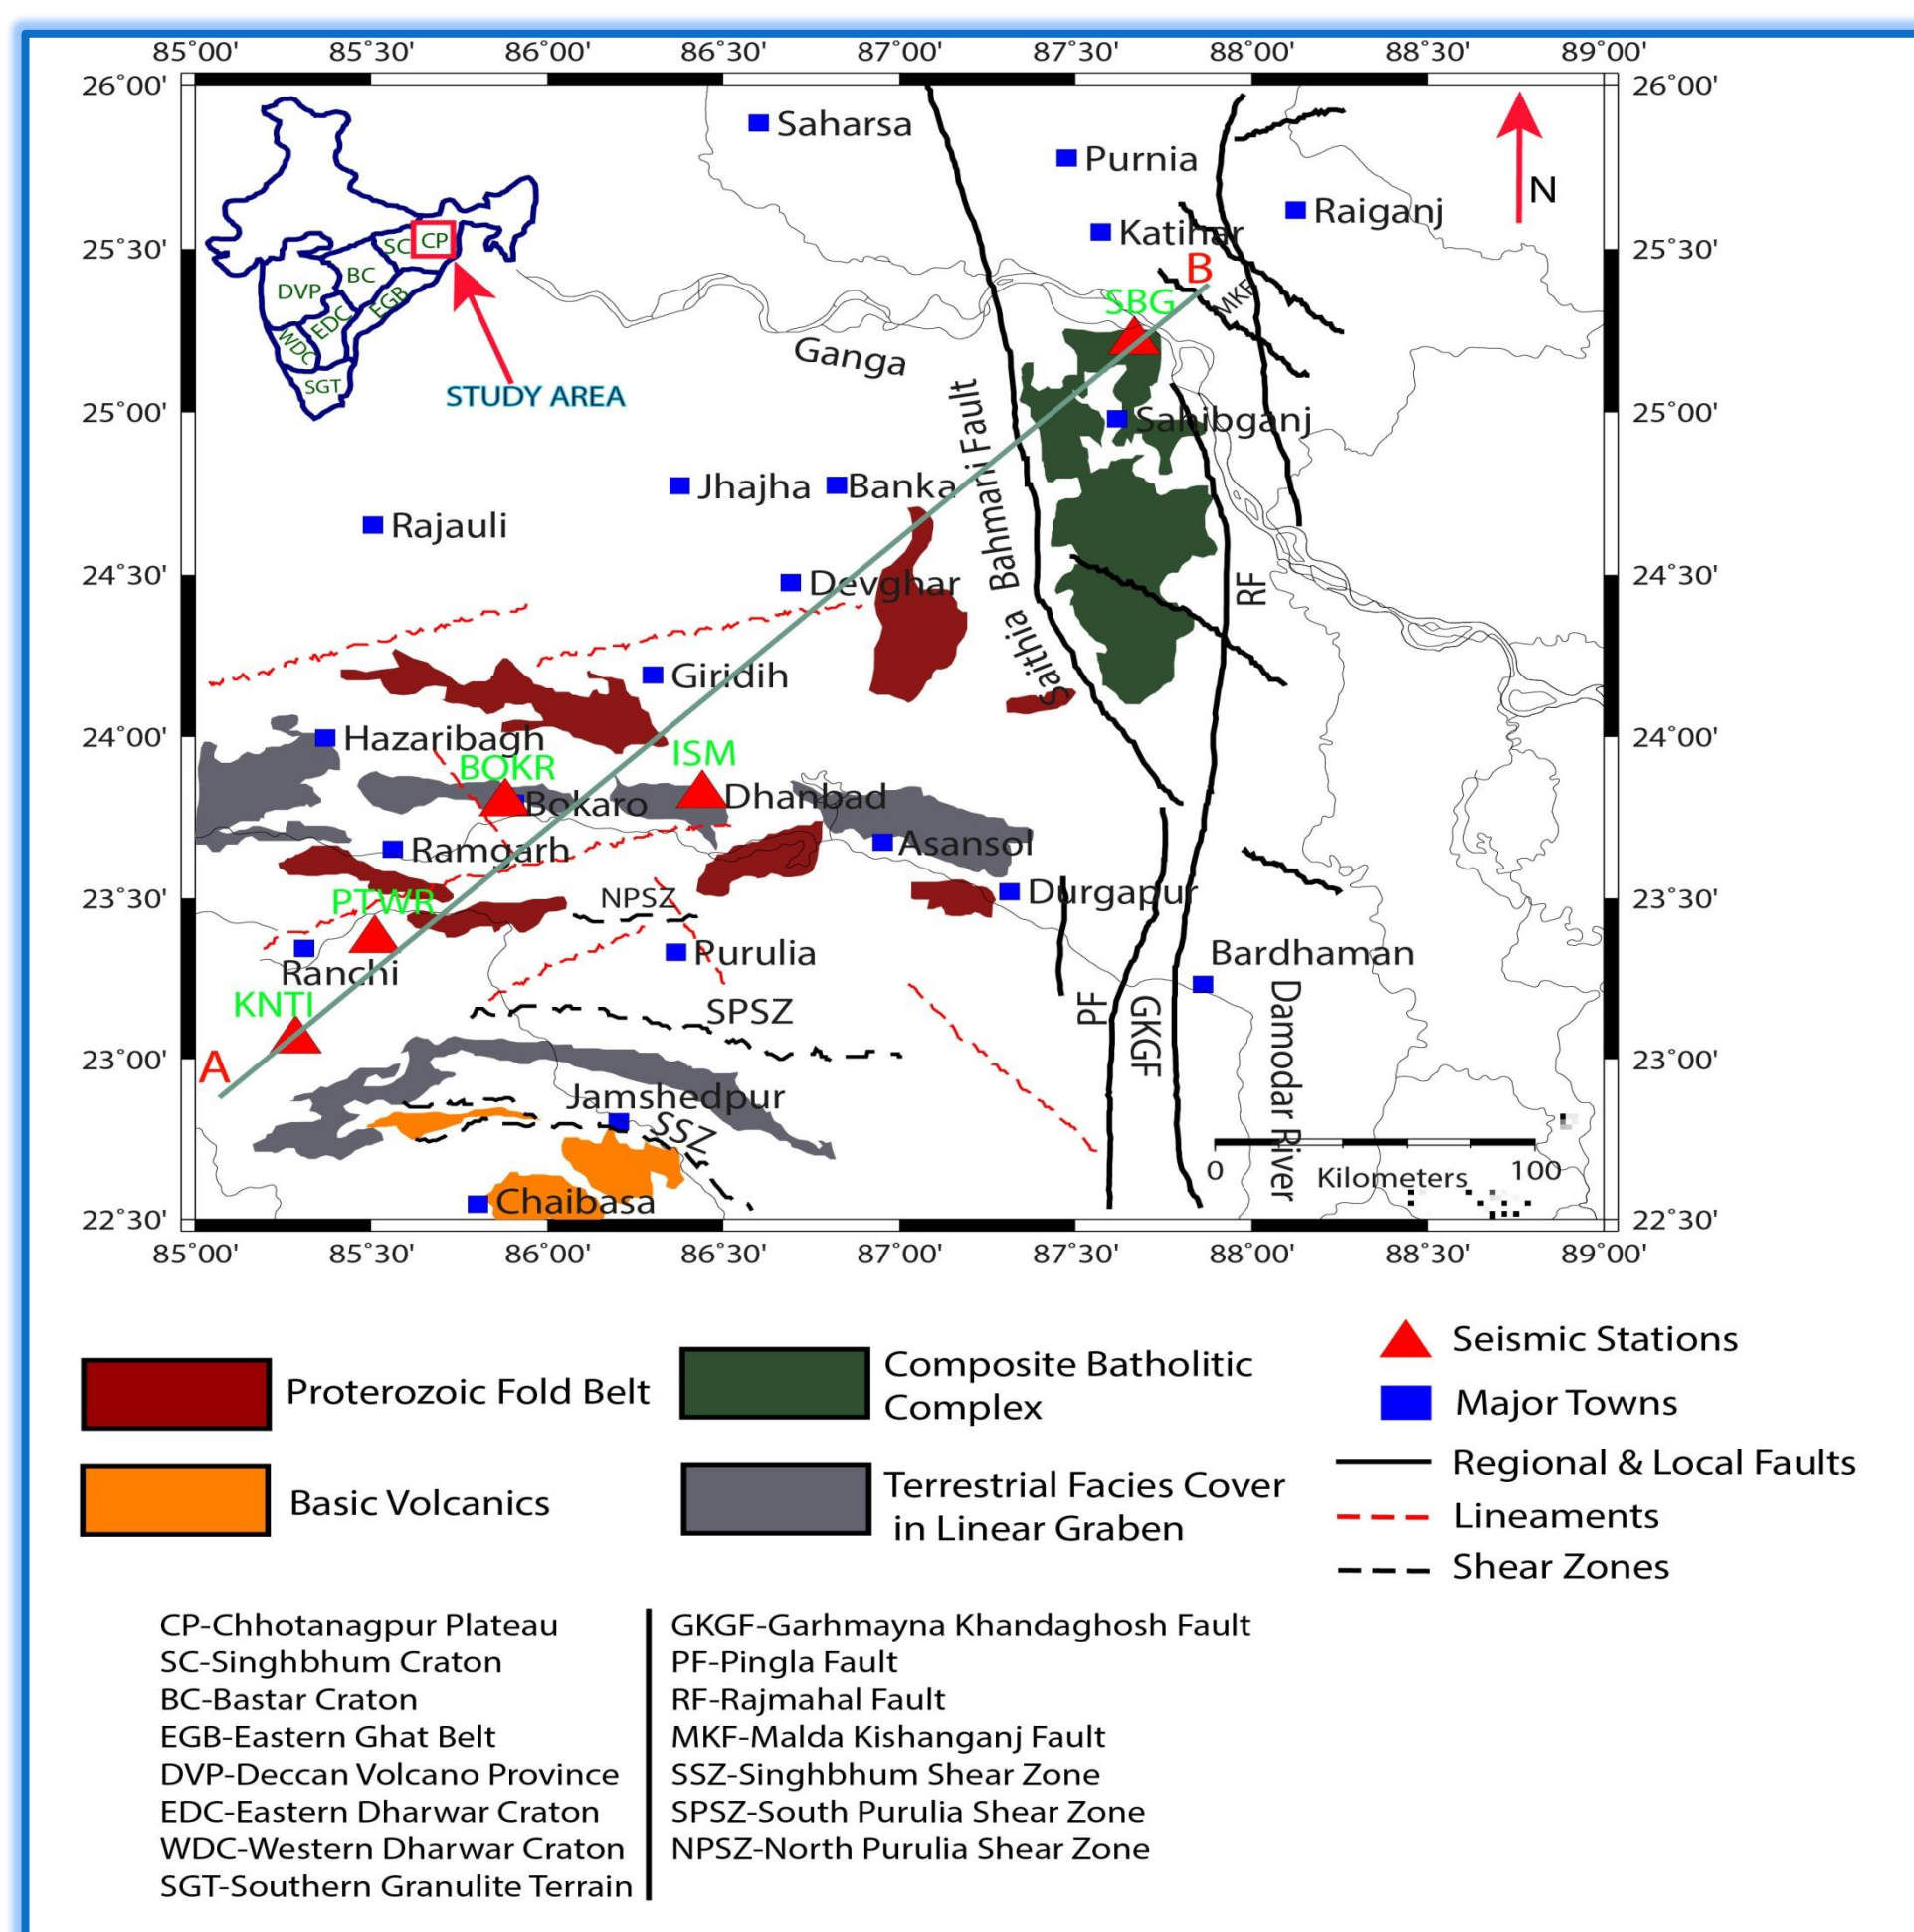 85˚00' 85˚30' 86˚00' 86˚30' 87˚00' 87˚30' 88˚00' 88˚30' 89˚00'
26˚00' 26˚00'
Saharsa
Purnia
N
Raiganj
Katihar
25˚30' 25˚30'
SC CP
BC
DVP
EGB
EDC
WDC
SGT
STUDY AREA
B
SBG
MKF
Ganga
25˚00' 25˚00'
Sahibganj
Saithia Bahmani Fault
Jhajha
Banka
Rajauli
24˚30' 24˚30'
Devghar
RF
Giridih
24˚00' 24˚00'
Hazaribagh
BOKR
ISM
Bokaro
Dhanbad
Ramgarh
Asansol
23˚30' 23˚30'
PTWR
NPSZ
Durgapur
Ranchi
Purulia
Bardhaman
KNTI
SPSZ
PF
GKGF
Damodar River
23˚00' 23˚00'
A
Jamshedpur
SSZ
0 Kilometers 100
Chaibasa
22˚30' 22˚30'
85˚00' 85˚30' 86˚00' 86˚30' 87˚00' 87˚30' 88˚00' 88˚30' 89˚00'
Proterozoic Fold Belt
Basic Volcanics
Composite Batholitic
Complex
Terrestrial Facies Cover
in Linear Graben
Seismic Stations
Major Towns
Regional & Local Faults
Lineaments
Shear Zones
CP-Chhotanagpur Plateau
SC-Singhbhum Craton
BC-Bastar Craton
EGB-Eastern Ghat Belt
DVP-Deccan Volcano Province
EDC-Eastern Dharwar Craton
WDC-Western Dharwar Craton
SGT-Southern Granulite Terrain
GKGF-Garhmayna Khandaghosh Fault
PF-Pingla Fault
RF-Rajmahal Fault
MKF-Malda Kishanganj Fault
SSZ-Singhbhum Shear Zone
SPSZ-South Purulia Shear Zone
NPSZ-North Purulia Shear Zone